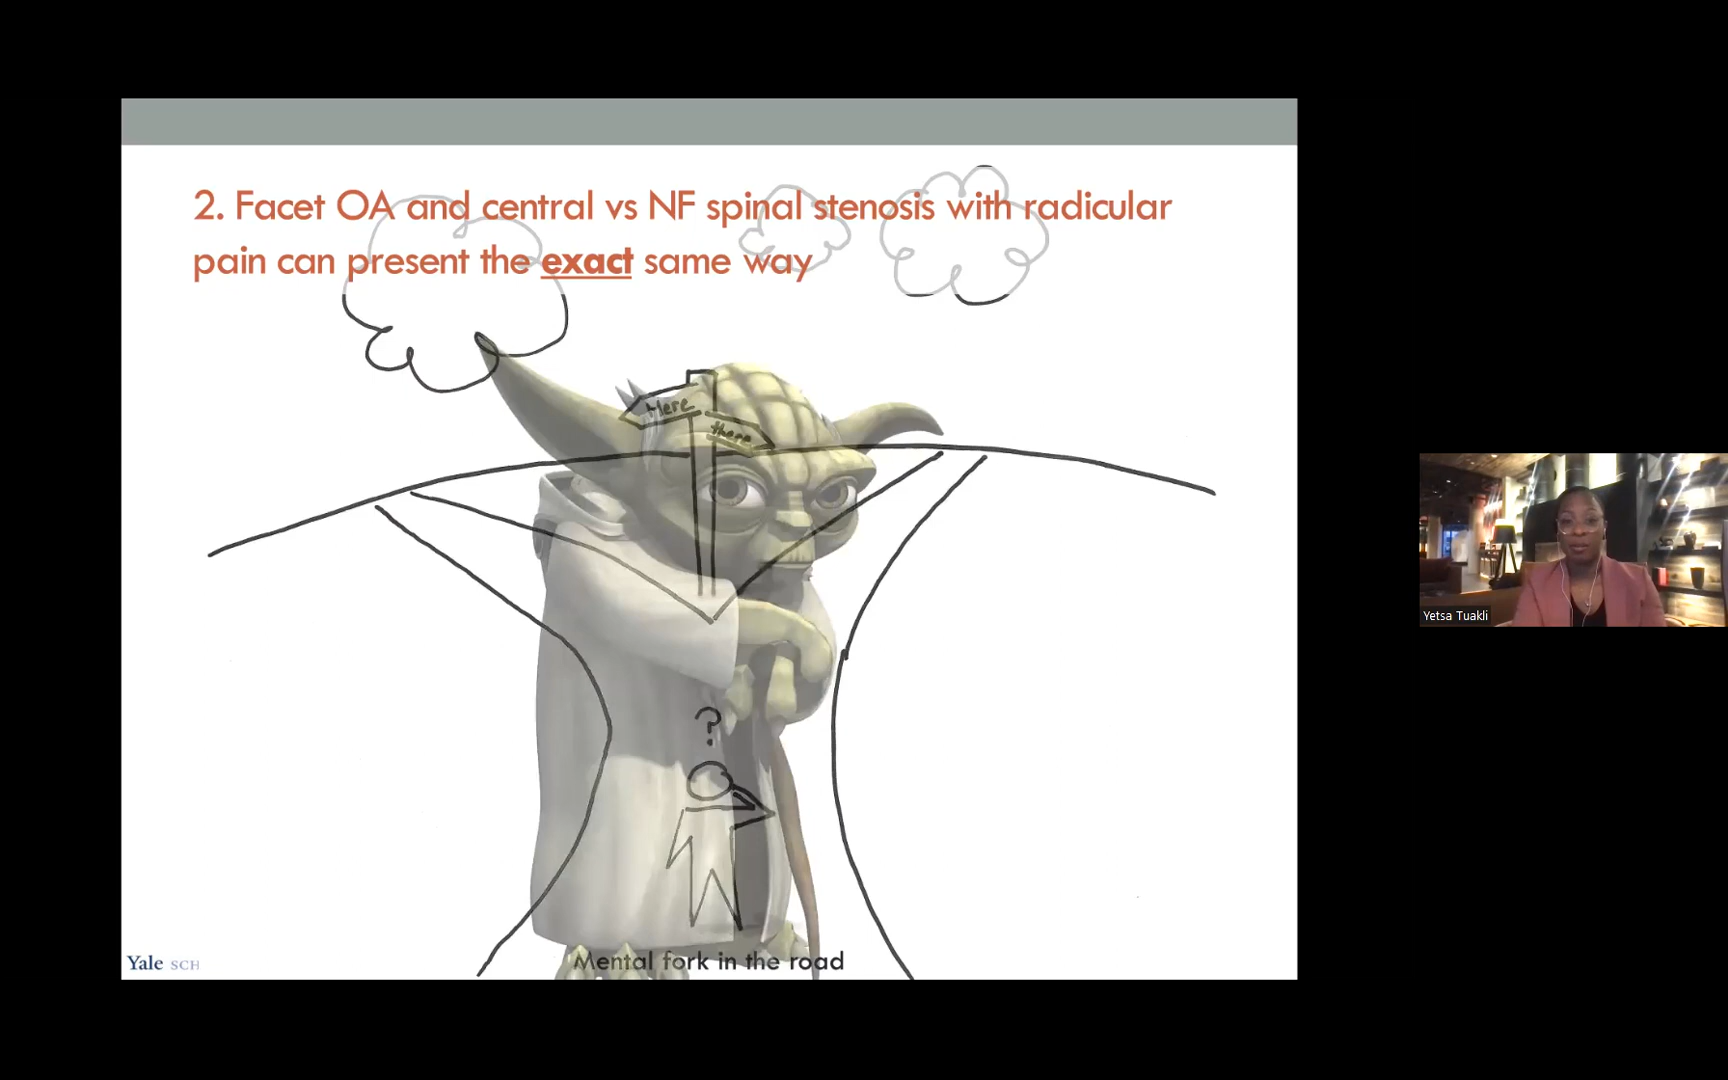 2. Facet OA and central vs NF spinal stenosis with radicular
pain can present the exact same way
Here
there
?
Yetsa Tuakli
Yale SCH
Mental fork in the road